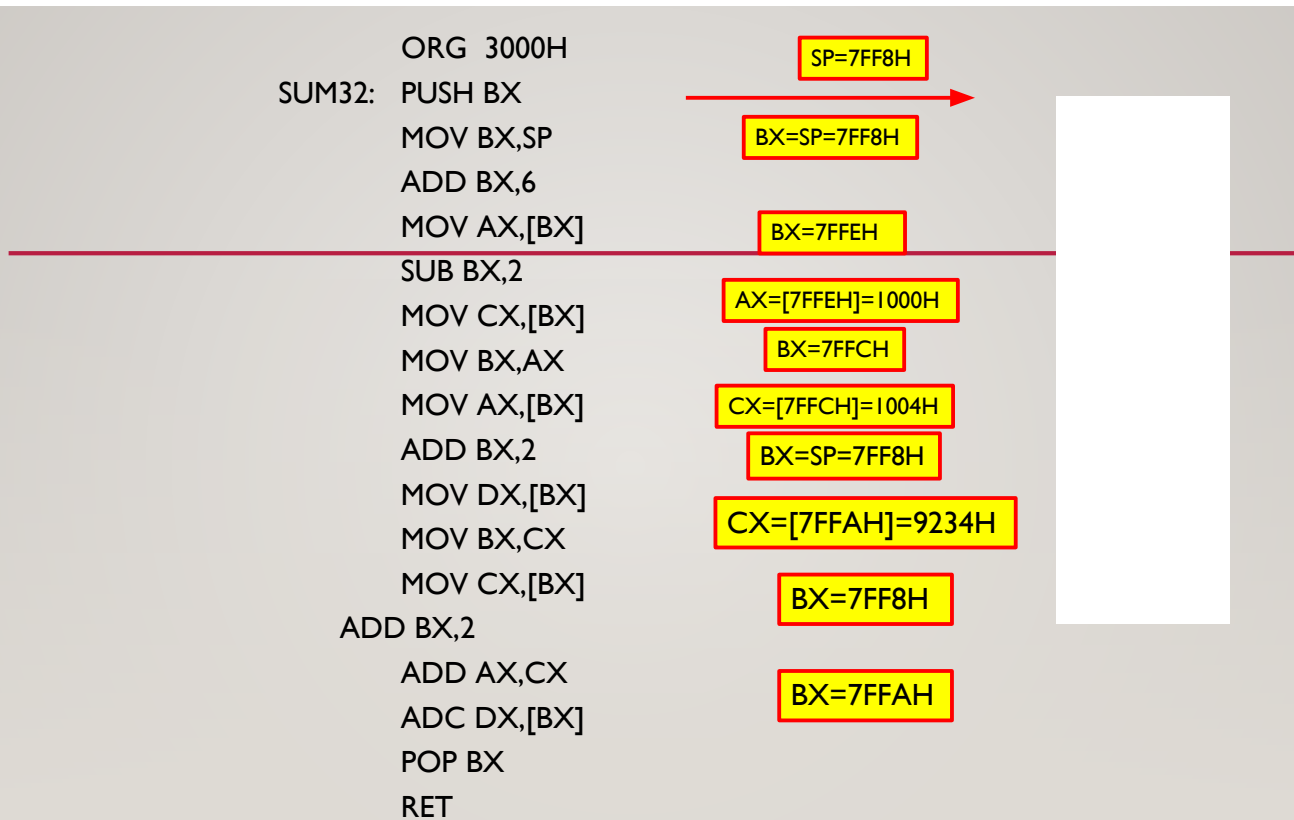 ORG 3000H
SUM32: PUSH BX
MOV BX,SP
ADD BX,6
MOV AX,[BX]
SUB BX,2
MOV CX,[BX]
MOV BX,AX
MOV AX,[BX]
ADD BX,2
MOV DX,[BX]
MOV BX,CX
MOV CX,[BX]
ADD BX,2
ADD AX,CX
ADC DX,[BX]
POP BX
RET
SP=7FF8H
BX=SP=7FF8H
BX=7FFEH
AX=[7FFEH]=1000H
BX=7FFCH
CX=[7FFCH]=1004H
BX=SP=7FF8H
CX=[7FFAH]=9234H
BX=7FF8H
BX=7FFAH